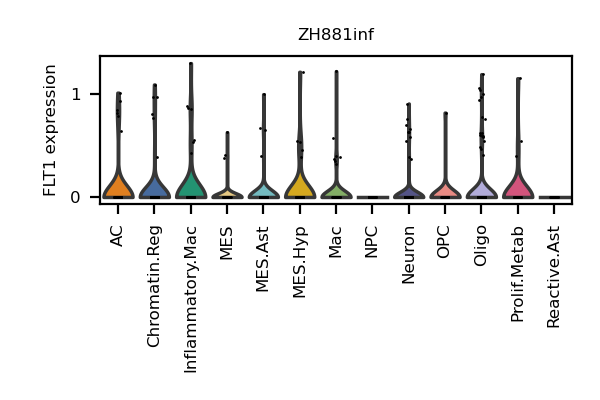 ZH881inf
FLT1 expression
1
0
AC
Chromatin.Reg
Inflammatory.Mac
MES
MES.Ast
MES.Hyp
Mac
NPC
Neuron
OPC
Oligo
Prolif.Metab
Reactive.Ast